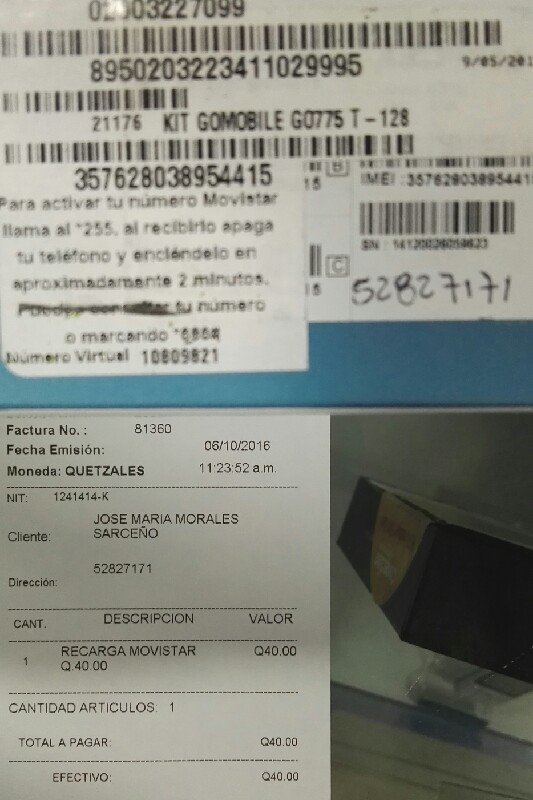 02003227099
8950203223411029995
9/05/201
21176 KIT GOMOBILE GO775 T-128
357628038954415
Para activar tu número Movistar
llama al *255, al recibirlo apaga
tu teléfono y enciéndelo en
aproximadamente 2 minutos.
Puedes consultar tu número
o marcando
Número Virtual 10809821
B
15
IMEI :35762803895441
SN : 14120026059623
C
15
52827171
Factura No. : 81360
Fecha Emisión: 06/10/2016
Moneda: QUETZALES 11:23:52 a.m.
NIT: 1241414-K
JOSE MARIA MORALES
Cliente: SARCEÑO
52827171
Dirección:
CANT. DESCRIPCION VALOR
RECARGA MOVISTAR Q40.00
1 Q.40.00
CANTIDAD ARTICULOS: 1
TOTAL A PAGAR: Q40.00
EFECTIVO: Q40.00